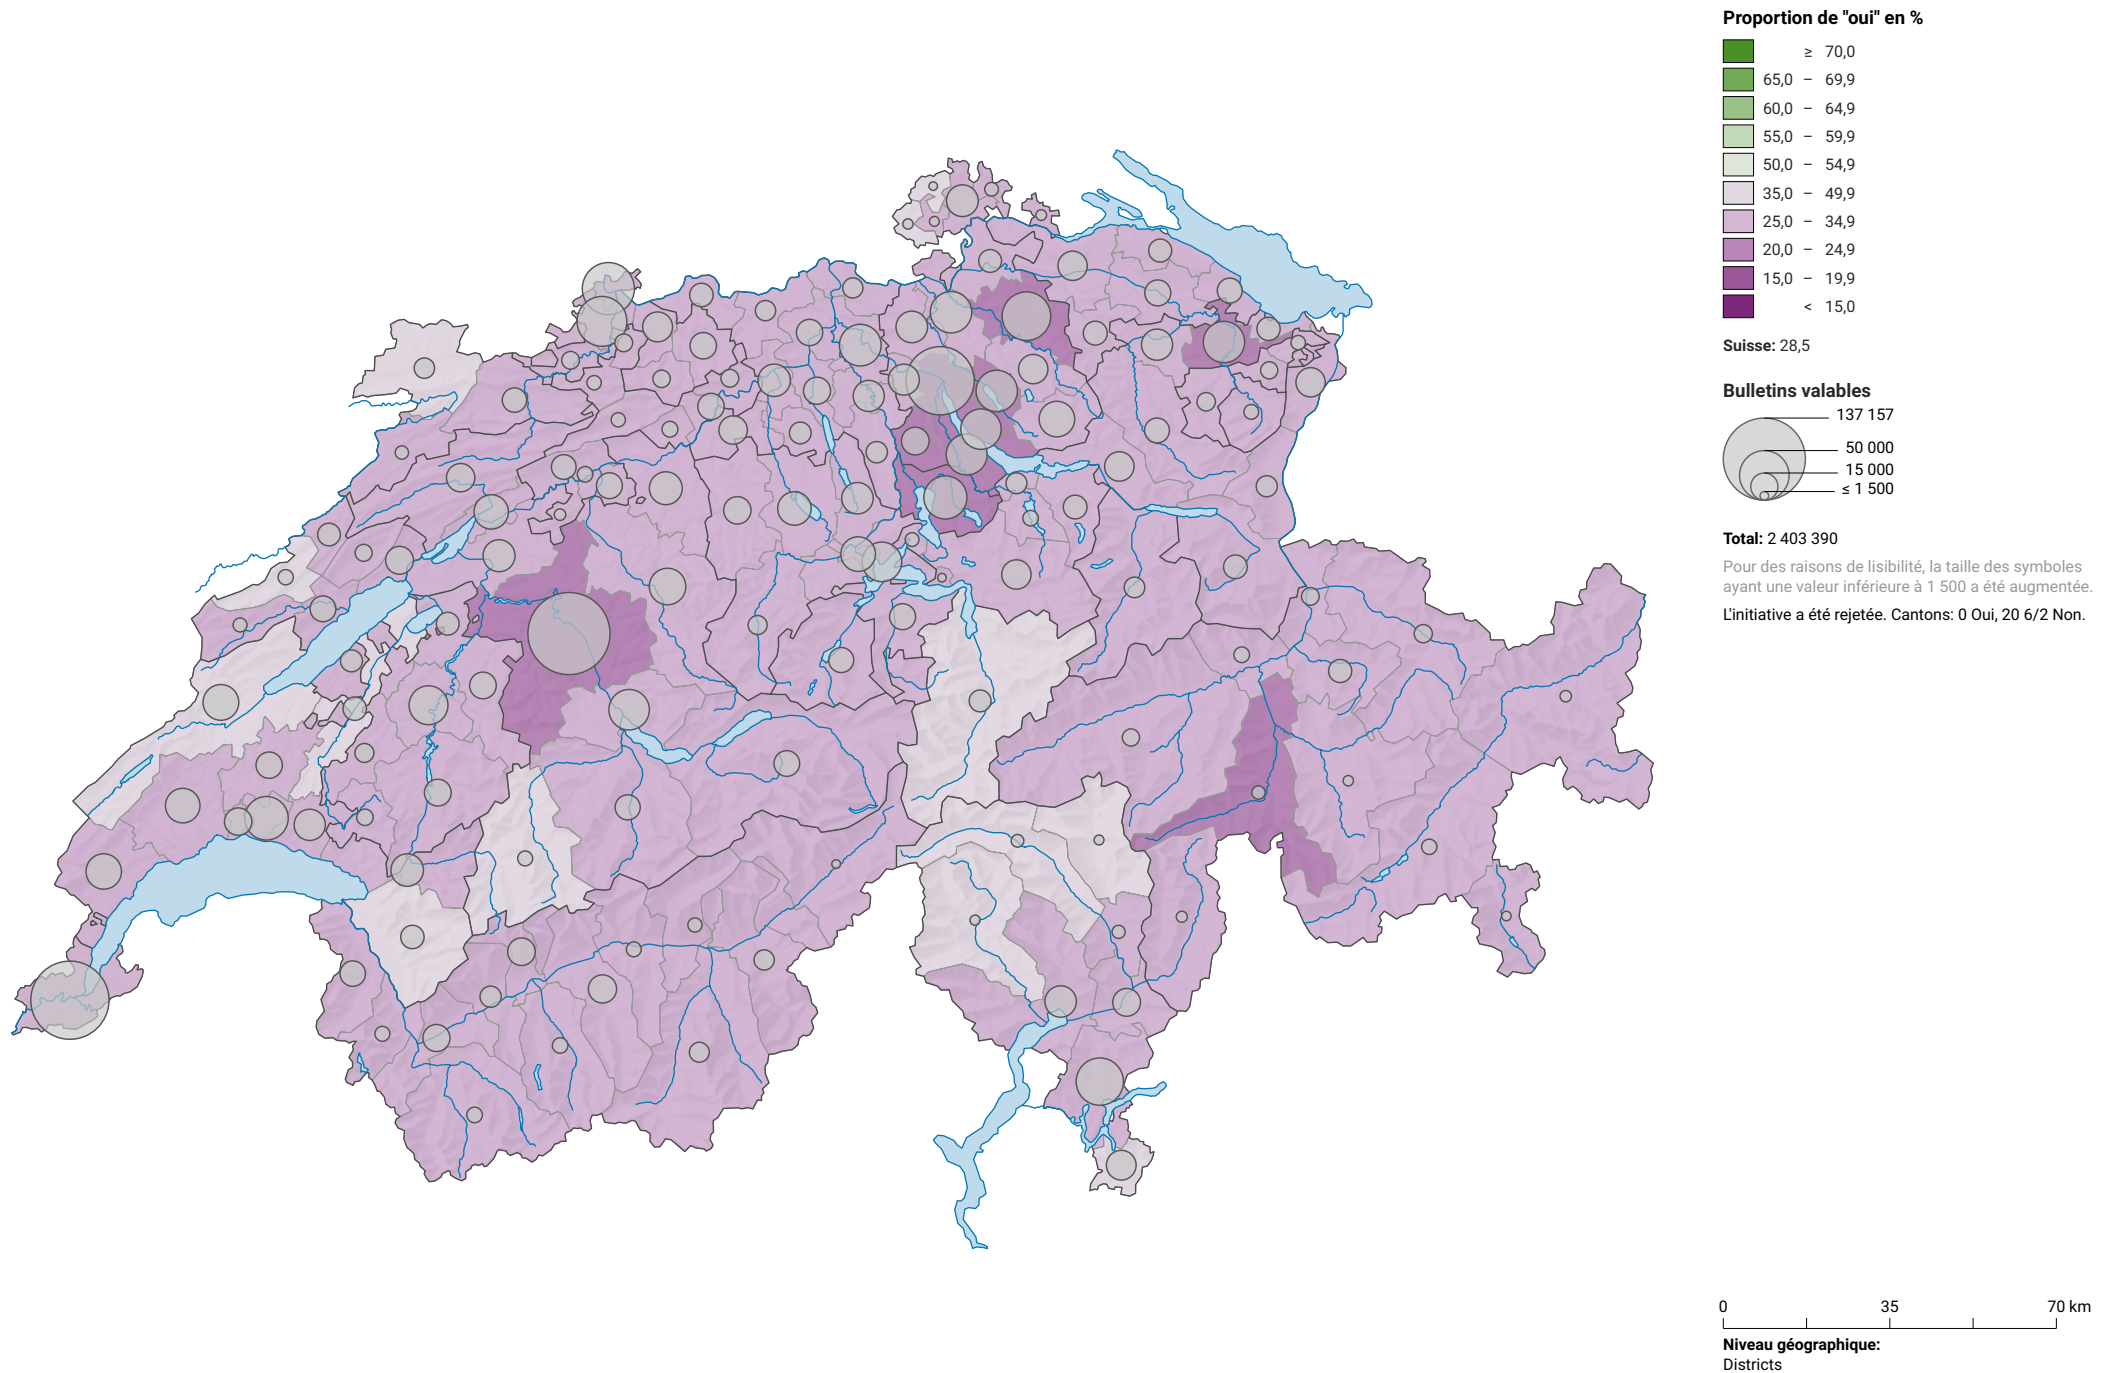 Proportion de "oui" en %
≥ 70,0
65,0 – 69,9
60,0 – 64,9
55,0 – 59,9
50,0 – 54,9
35,0 – 49,9
25,0 – 34,9
20,0 – 24,9
15,0 – 19,9
< 15,0
Suisse: 28,5
Bulletins valables
137 157
50 000
15 000
≤ 1 500
Total: 2 403 390
Pour des raisons de lisibilité, la taille des symboles
ayant une valeur inférieure à 1 500 a été augmentée.
L'initiative a été rejetée. Cantons: 0 Oui, 20 6/2 Non.
0 35 70 km
Niveau géographique:
Districts